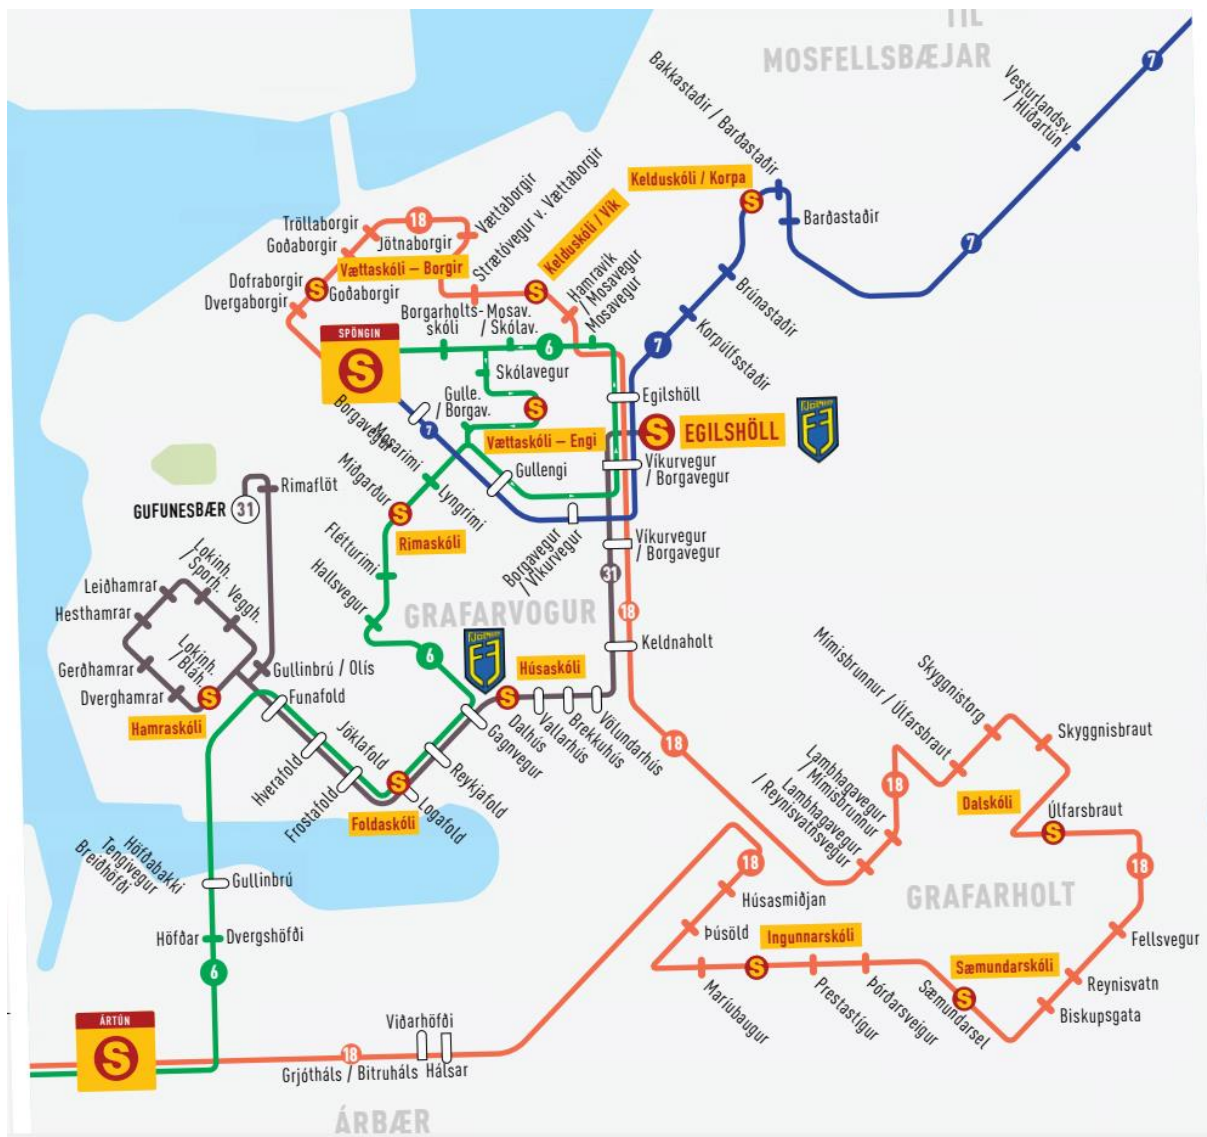 TIL
MOSFELLSBÆJAR
7
Vesturlandsv.
/ Hlíðartún
Bakkastaðir / Barðastaðir
Kelduskóli / Korpa
S
Barðastaðir
7
Brúnastaðir
Korpúlfsstaðir
7
Tröllaborgir
18
Goðaborgir
Jötnaborgir
Vættaborgir
Strætóvegur v. Vættaborgir
Kelduskóli / Vík
Vættaskóli – Borgir
Dofraborgir
S
Goðaborgir
Dvergaborgir
S
Hamravík
/ Mosavegur
Mosavegur
Borgarholts-
skóli
Mosav.
/ Skólav.
6
SPÖNGIN
S
Skólavegur
Gulle.
/ Borgav.
S
Egilshöll
S
EGILSHÖLL
FJÖLNIR
Borgavegur
7
Mosarimi
Vættaskóli – Engi
Gullengi
Víkurvegur
/ Borgavegur
Miðgarður
Lyngrimi
S
Rimaskóli
Rimaflöt
GUFUNESBÆR
31
Flétturimi
Hallsvegur
Borgavegur
/ Víkurvegur
Víkurvegur
/ Borgavegur
31
18
GRAFARVOGUR
Lokinh.
/ Sporh.
Veggh.
Leiðhamrar
Hesthamrar
Gerðhamrar
Dverghamrar
Lokinh.
/ Bláh.
S
Hamraskóli
Gullinbrú / Olís
Funafold
6
FJÖLNIR
Húsaskóli
S
Keldnaholt
Dalhús
Vallarhús
Brekkuhús
Völundarhús
Gagnvegur
Reykjafold
Jöklafold
Hverafold
Frostafold
S
Logafold
Foldaskóli
18
Mímisbrunnur / Úlfarsbraut
Skyggnistorg
Skyggnisbraut
Lambhagavegur
/ Mímisbrunnur
Lambhagavegur
/ Reynisvatnsvegur
18
Dalskóli
Úlfarsbraut
S
18
GRAFARHOLT
Fellsvegur
Reynisvatn
Biskupsgata
Sæmundarskóli
S
Sæmundarsel
Þórðarsveigur
Prestastígur
Ingunnarskóli
S
Maríubaugur
Þúsöld
Húsasmiðjan
18
Höfðabakki
Tengivegur
Breiðhöfði
Gullinbrú
Höfðar
Dvergshöfði
6
ÁRTÚN
S
Viðarhöfði
18
Grjótháls / Bitruháls
Hálsar
ÁRBÆR